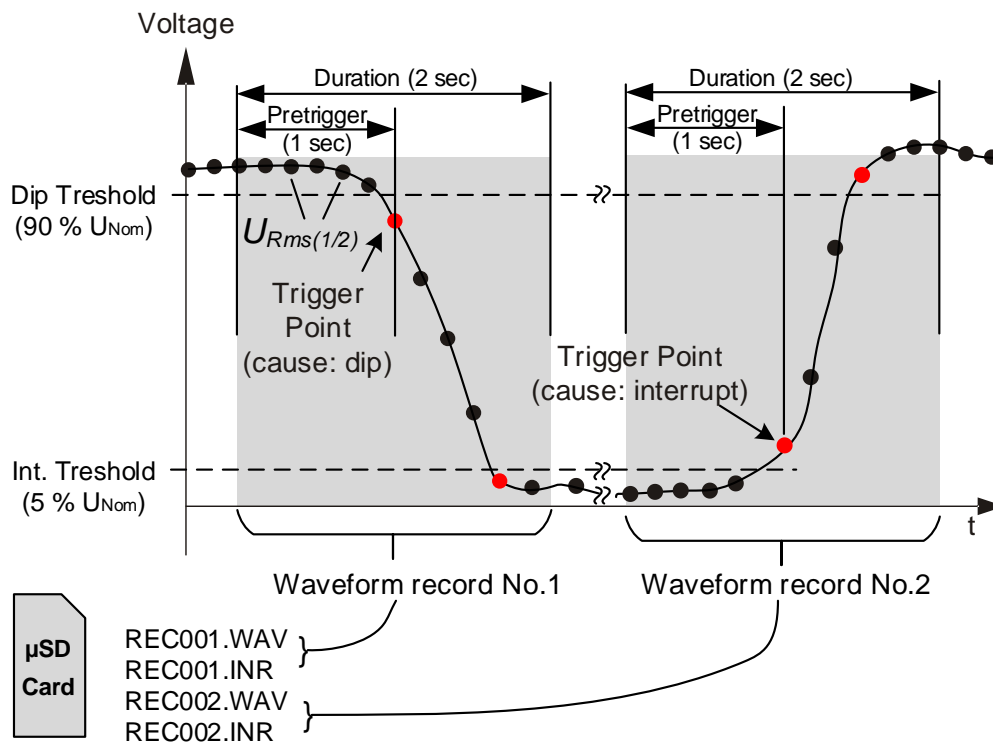 Voltage
Duration (2 sec)
Pretrigger
(1 sec)
Duration (2 sec)
Pretrigger
(1 sec)
Dip Treshold
(90 % UNom)
URms(1/2)
Trigger
Point
(cause: dip)
Trigger Point
(cause: interrupt)
Int. Treshold
(5 % UNom)
t
Waveform record No.1
Waveform record No.2
µSD
Card
REC001.WAV
REC001.INR
REC002.WAV
REC002.INR